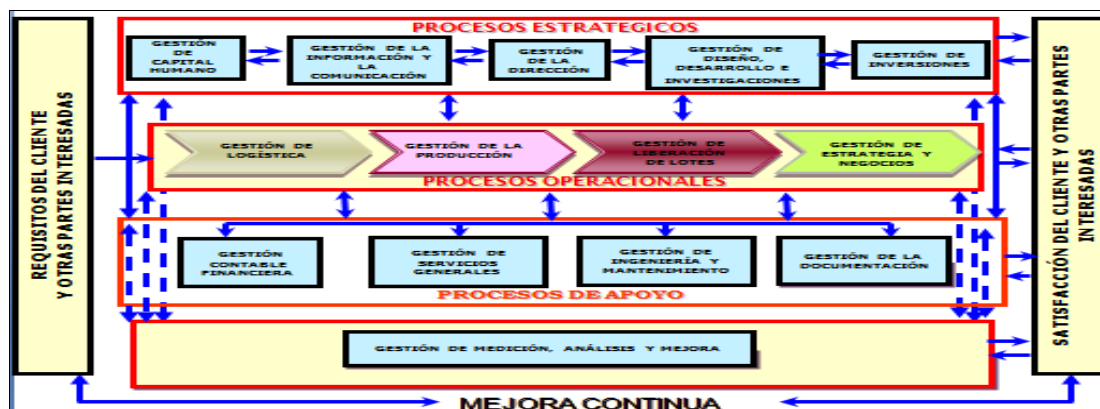 PROCESOS ESTRATEGICOS
GESTIÓN
DE
CAPITAL
HUMANO
GESTIÓN DE LA
INFORMACIÓN Y
LA
COMUNICACIÓN
GESTIÓN
DE LA
DIRECCIÓN
GESTIÓN DE
DISEÑO,
DESARROLLO E
INVESTIGACIONES
GESTIÓN DE
INVERSIONES
REQUISITOS DEL CLIENTE
Y OTRAS PARTES INTERESADAS
GESTIÓN DE
LOGÍSTICA
GESTIÓN DE LA
PRODUCCIÓN
GESTIÓN DE
LIBERACIÓN
DE LOTES
GESTIÓN DE
ESTRATEGIA Y
NEGOCIOS
PROCESOS OPERACIONALES
SATISFACCIÓN DEL CLIENTE Y OTRAS PARTES
INTERESADAS
GESTIÓN
CONTABLE
FINANCIERA
GESTIÓN DE
SERVICIOS
GENERALES
GESTIÓN DE
INGENIERÍA Y
MANTENIMIENTO
GESTIÓN DE LA
DOCUMENTACIÓN
PROCESOS DE APOYO
GESTIÓN DE MEDICIÓN, ANÁLISIS Y MEJORA
MEJORA CONTINUA